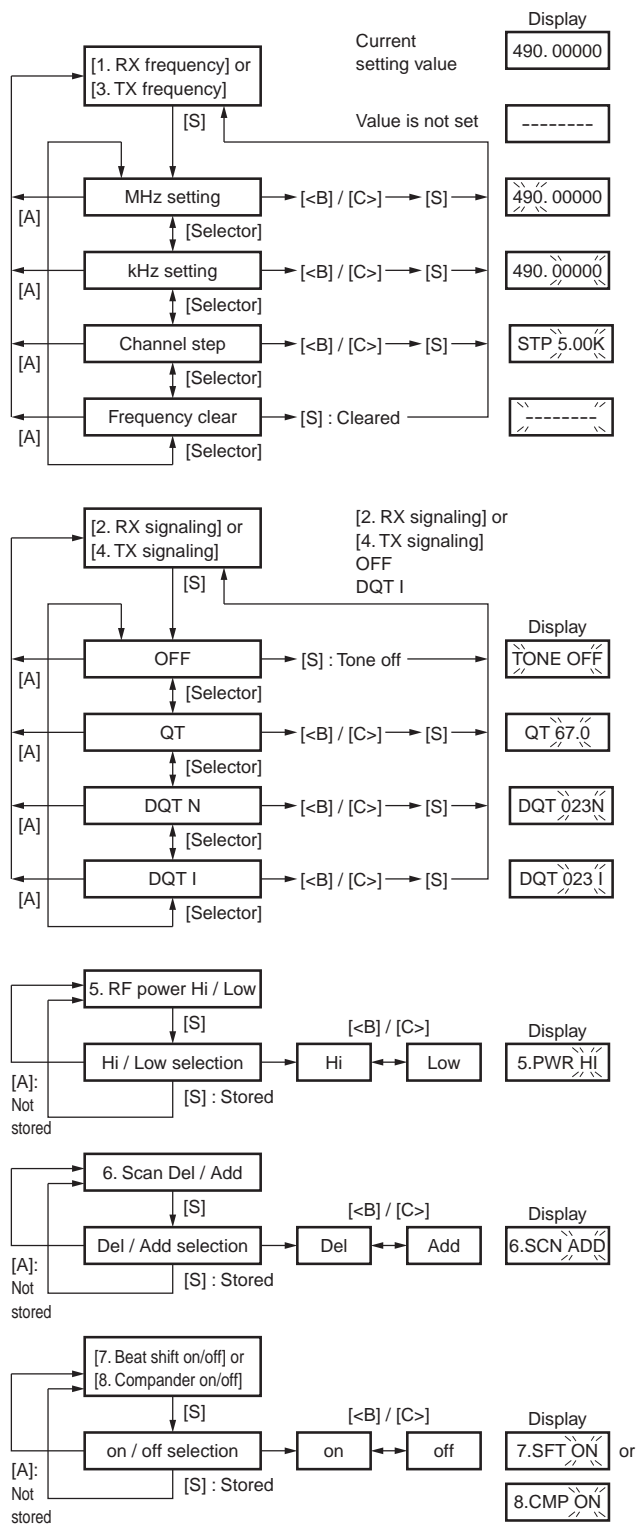 Display
[1. RX frequency] or
[3. TX frequency]
Current
setting value
490. 00000
[S]
Value is not set
--------
MHz setting
[<B] / [C>]
[S]
490. 00000
[A]
[Selector]
kHz setting
[<B] / [C>]
[S]
490. 00000
[A]
[Selector]
Channel step
[<B] / [C>]
[S]
STP 5.00K
[A]
[Selector]
Frequency clear
[S] : Cleared
--------
[A]
[Selector]
[2. RX signaling] or
[4. TX signaling]
[2. RX signaling] or
[4. TX signaling]
OFF
DQT I
[S]
Display
OFF
[S] : Tone off
TONE OFF
[A]
[Selector]
QT
[<B] / [C>]
[S]
QT 67.0
[A]
[Selector]
DQT N
[<B] / [C>]
[S]
DQT 023N
[A]
[Selector]
DQT I
[<B] / [C>]
[S]
DQT 023 I
[A]
[Selector]
5. RF power Hi / Low
[S]
[<B] / [C>]
Display
Hi / Low selection
Hi
Low
5.PWR HI
[A]:
Not
stored
[S] : Stored
6. Scan Del / Add
[S]
[<B] / [C>]
Display
Del / Add selection
Del
Add
6.SCN ADD
[A]:
Not
stored
[S] : Stored
[7. Beat shift on/off] or
[8. Compander on/off]
[S]
[<B] / [C>]
Display
on / off selection
on
off
7.SFT ON or
[A]:
Not
stored
[S] : Stored
8.CMP ON